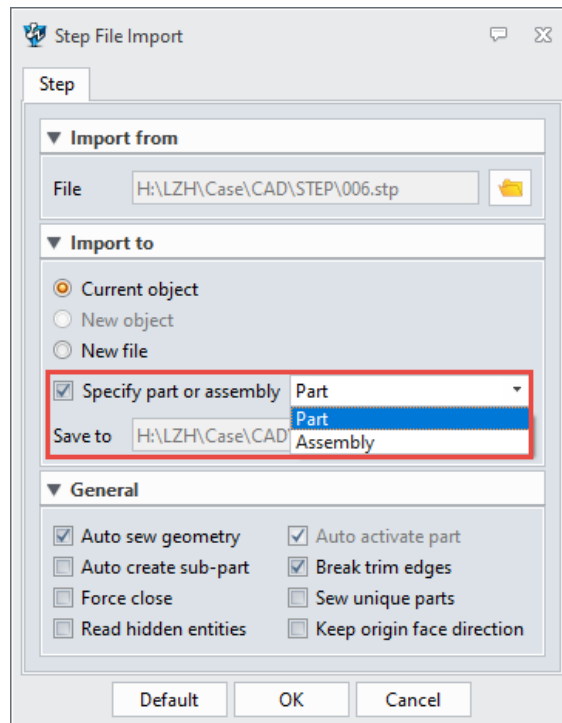 Step File Import
Step
Import from
File H:\LZH\Case\CAD\STEP\006.stp
Import to
Current object
New object
New file
Specify part or assembly Part
Part
Save to H:\LZH\Case\CAD
Assembly
General
Auto sew geometry Auto activate part
Auto create sub-part Break trim edges
Force close Sew unique parts
Read hidden entities Keep origin face direction
Default OK Cancel